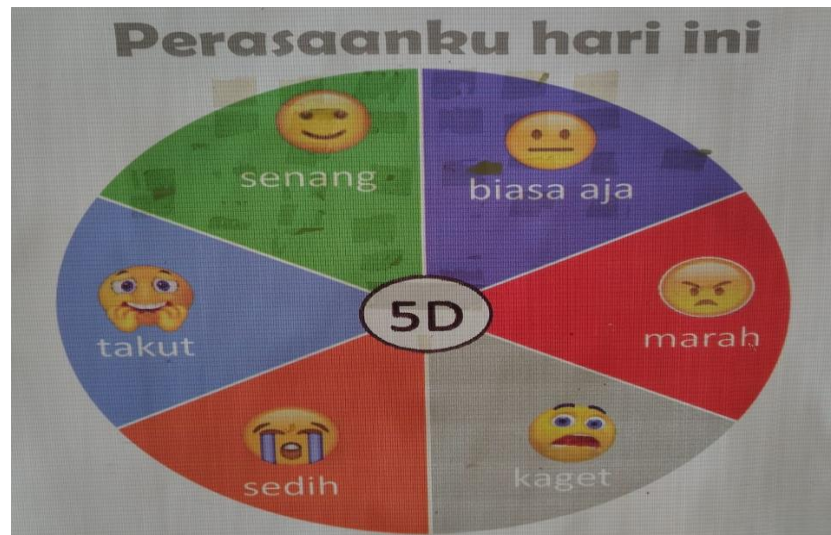 Perasaanku hari ini
senang
biasa aja
takut
5D
marah
sedih
kaget